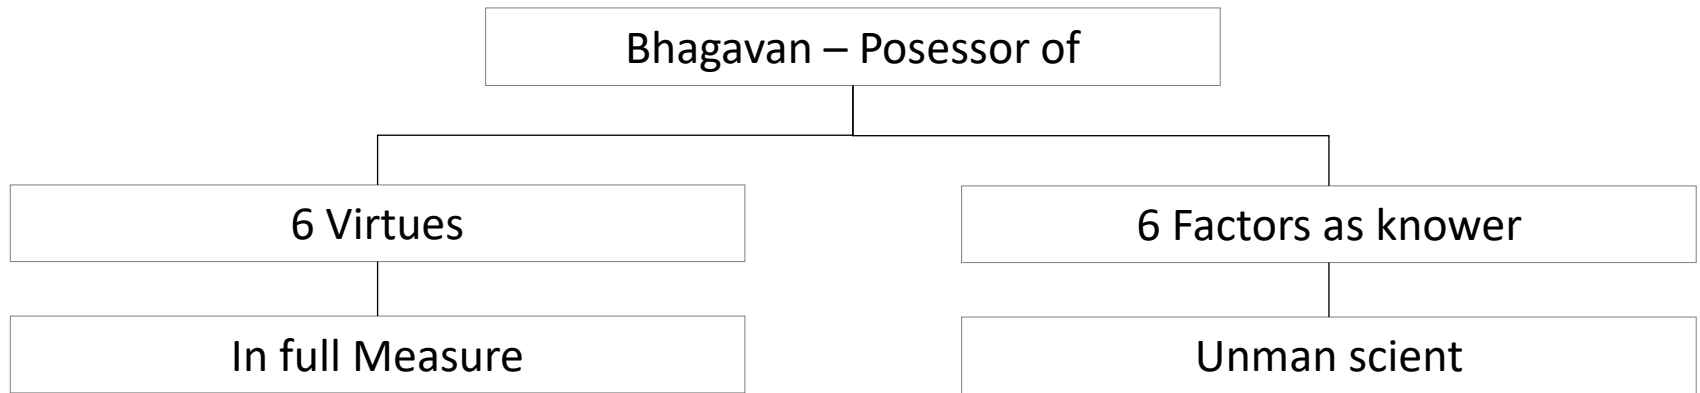 Bhagavan – Posessor of
6 Virtues
6 Factors as knower
In full Measure
Unman scient